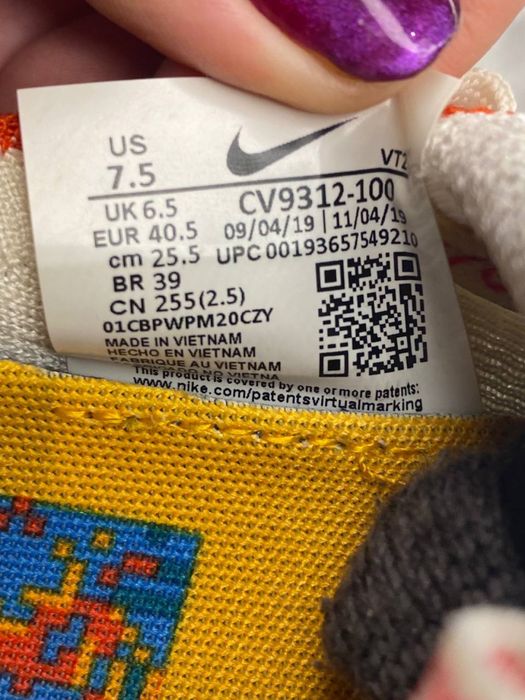 US
7.5
VT2
UK 6.5
CV9312-100
EUR 40.5
09/04/19 | 11/04/19
cm 25.5
UPC 00193657549210
BR 39
CN 255(2.5)
01CBPWPM20CZY
MADE IN VIETNAM
HECHO EN VIETNAM
FABRIQUE AU VIETNAM
This product is covered by one or more patents:
www.nike.com/patentsvirtualmarking